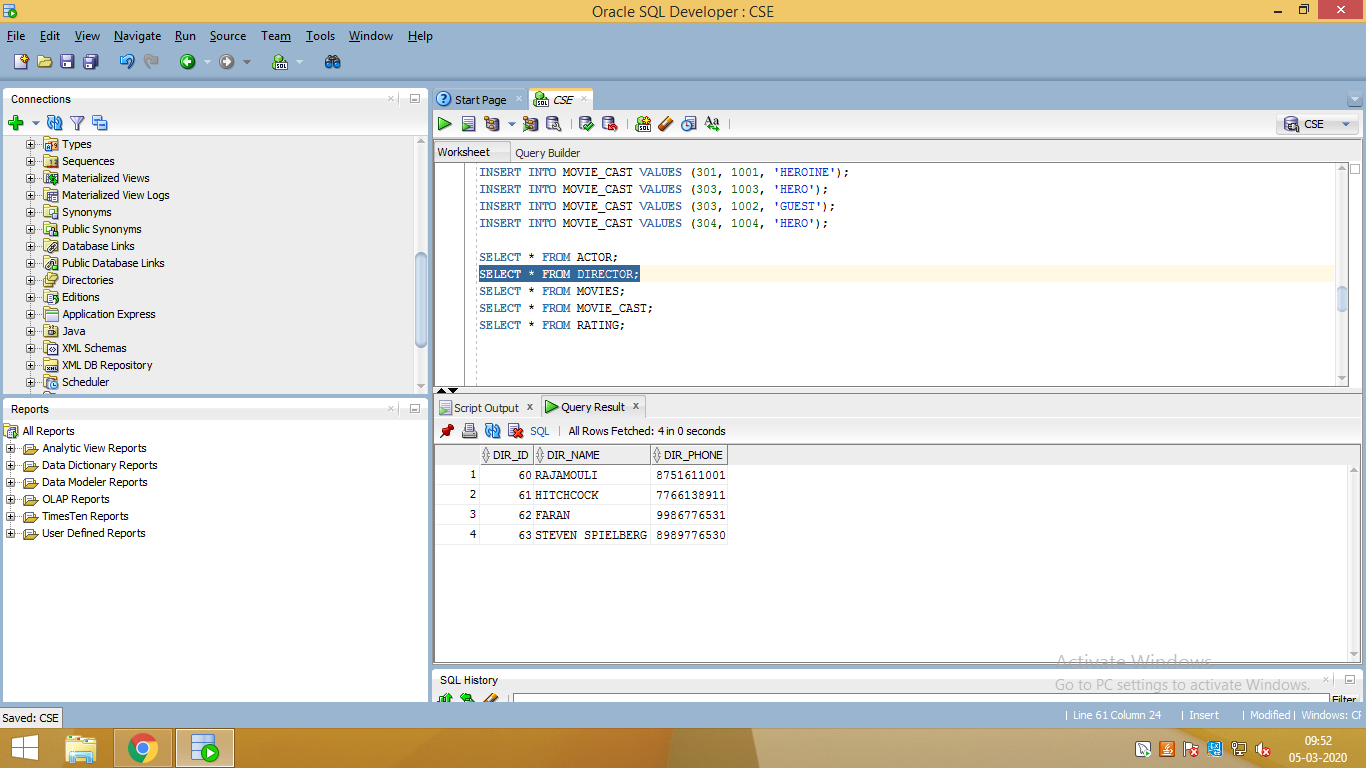 Oracle SQL Developer : CSE
File Edit View Navigate Run Source Team Tools Window Help
Connections
Types
Sequences
Materialized Views
Materialized View Logs
Synonyms
Public Synonyms
Database Links
Public Database Links
Directories
Editions
Application Express
Java
XML Schemas
XML DB Repository
Scheduler
Reports
All Reports
Analytic View Reports
Data Dictionary Reports
Data Modeler Reports
OLAP Reports
TimesTen Reports
User Defined Reports
Start Page CSE
CSE
Worksheet Query Builder
INSERT INTO MOVIE_CAST VALUES (301, 1001, 'HEROINE');
INSERT INTO MOVIE_CAST VALUES (303, 1003, 'HERO');
INSERT INTO MOVIE_CAST VALUES (303, 1002, 'GUEST');
INSERT INTO MOVIE_CAST VALUES (304, 1004, 'HERO');
SELECT * FROM ACTOR;
SELECT * FROM DIRECTOR;
SELECT * FROM MOVIES;
SELECT * FROM MOVIE_CAST;
SELECT * FROM RATING;
Script Output x Query Result x
SQL | All Rows Fetched: 4 in 0 seconds
DIR_ID DIR_NAME DIR_PHONE
1 60 RAJAMOULI 8751611001
2 61 HITCHCOCK 7766138911
3 62 FARAN 9986776531
4 63 STEVEN SPIELBERG 8989776530
Activate Windows
Go to PC settings to activate Windows.
SQL History
Filter
Saved: CSE
| Line 61 Column 24 | Insert | Modified | Windows: CF
09:52
05-03-2020